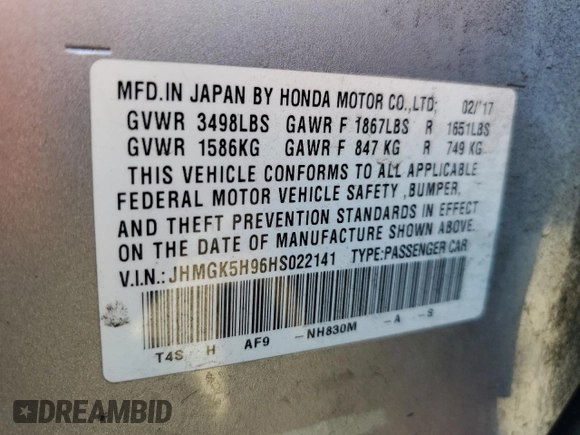 MFD.IN JAPAN BY HONDA MOTOR CO.,LTD; 02/'17
GVWR 3498LBS GAWR F 1867LBS R 1651LBS
GVWR 1586KG GAWR F 847 KG R 749 KG
THIS VEHICLE CONFORMS TO ALL APPLICABLE
FEDERAL MOTOR VEHICLE SAFETY ,BUMPER,
AND THEFT PREVENTION STANDARDS IN EFFECT
ON THE DATE OF MANUFACTURE SHOWN ABOVE.
V.I.N.: JHMGK5H96HS022141 TYPE:PASSENGER CAR
T4S H AF9 -NH830M -A -S
DREAMBID